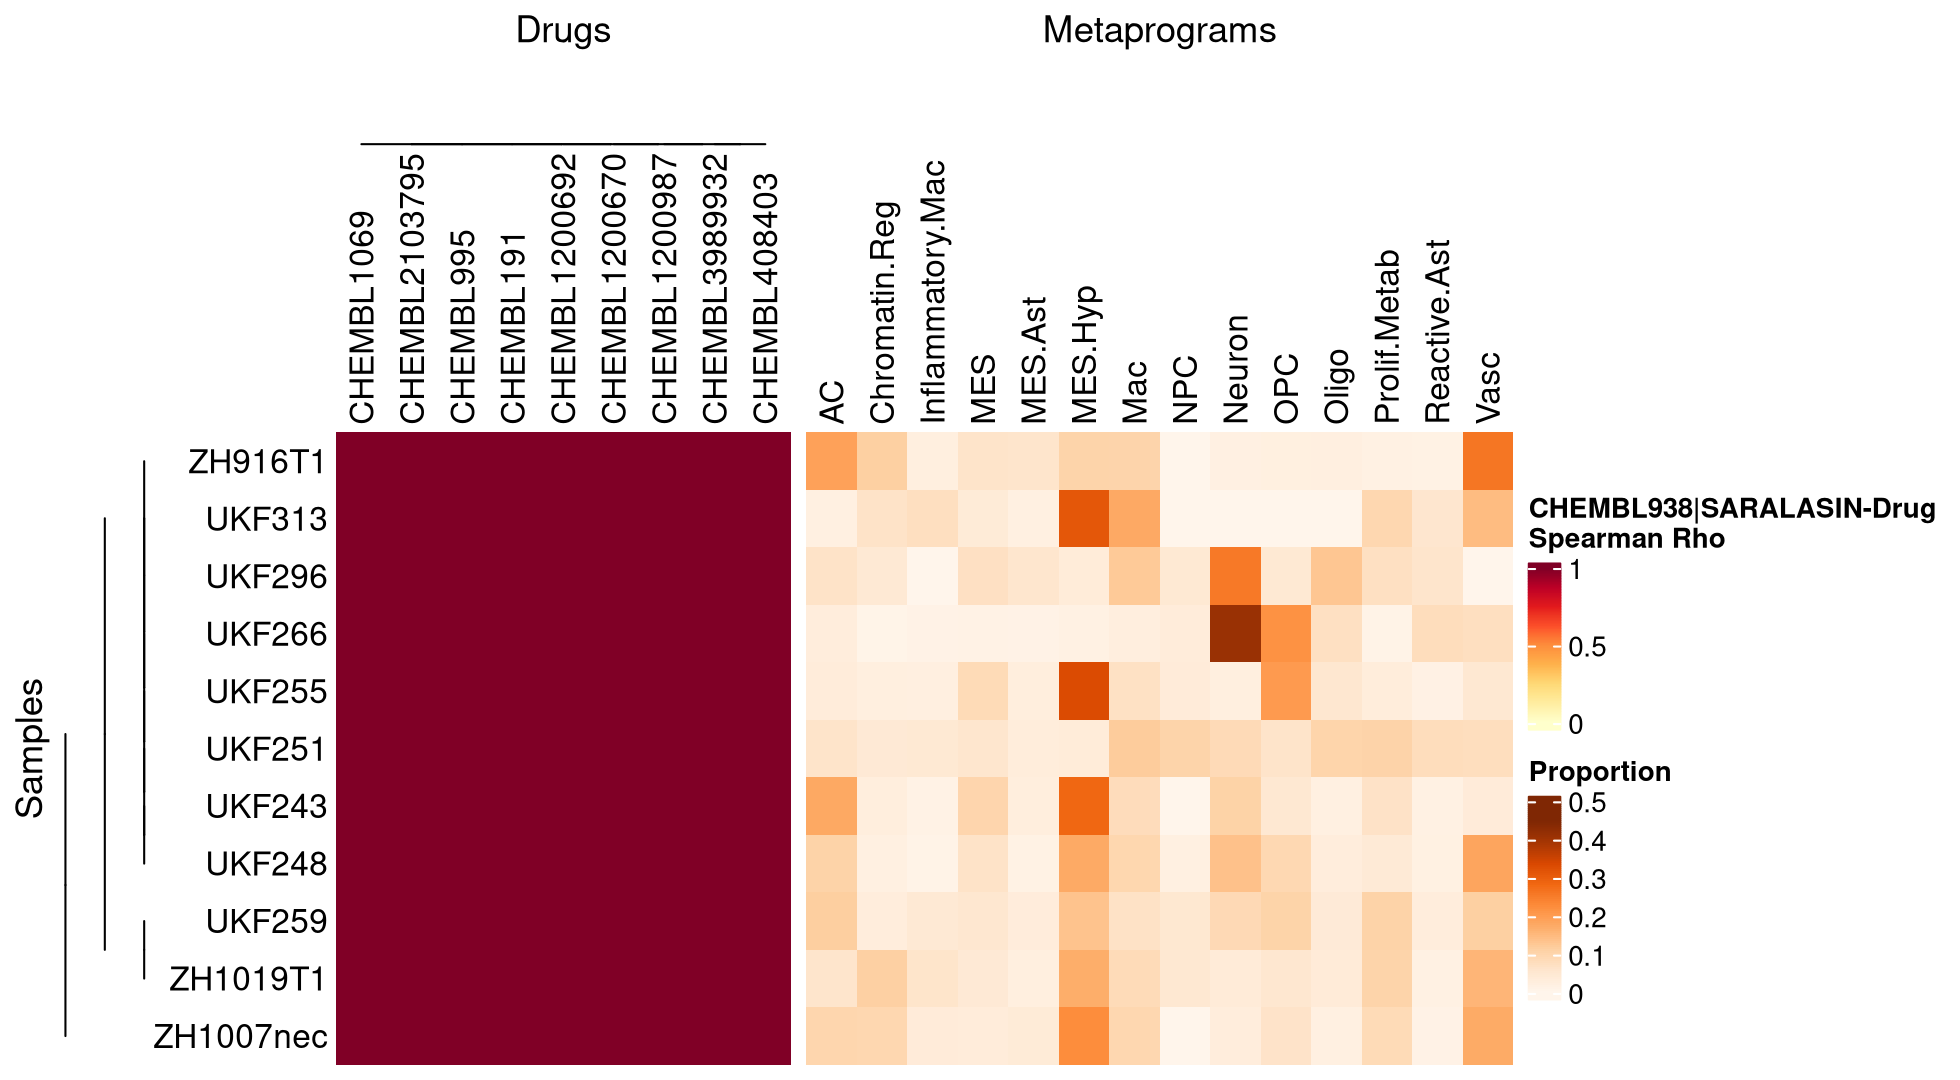 Drugs
Metaprograms
CHEMBL1069
CHEMBL2103795
CHEMBL995
CHEMBL191
CHEMBL1200692
CHEMBL1200670
CHEMBL1200987
CHEMBL3989932
CHEMBL408403
AC
Chromatin.Reg
Inflammatory.Mac
MES
MES.Ast
MES.Hyp
Mac
NPC
Neuron
OPC
Oligo
Prolif.Metab
Reactive.Ast
Vasc
Samples
ZH916T1
UKF313
UKF296
UKF266
UKF255
UKF251
UKF243
UKF248
UKF259
ZH1019T1
ZH1007nec
CHEMBL938|SARALASIN-Drug
Spearman Rho
1
0.5
0
Proportion
0.5
0.4
0.3
0.2
0.1
0